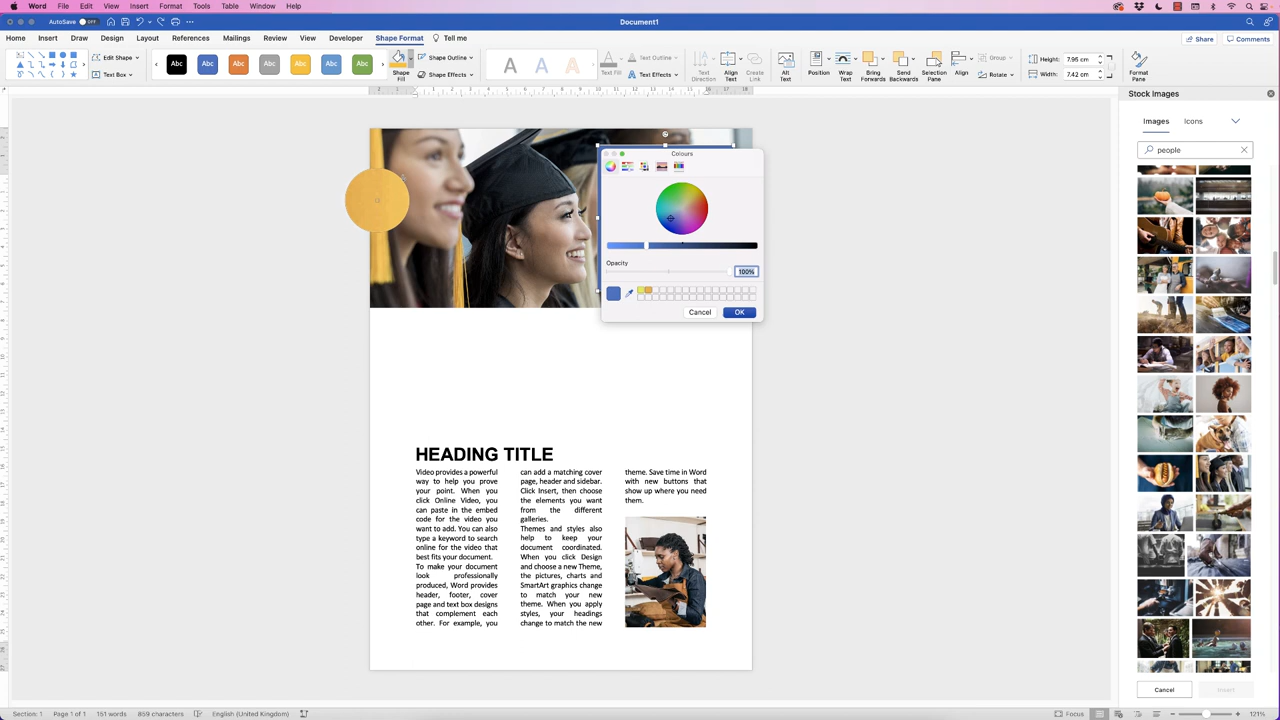 Word File Edit View Insert Format Tools Table Window Help
AutoSave OFF
Document1
Home Insert Draw Design Layout References Mailings Review View Developer Shape Format Tell me
Share Comments
Edit Shape
Text Box
Abc Abc Abc Abc Abc Abc Abc
Shape Fill
Shape Outline
Shape Effects
A A A
Text Fill
Text Outline
Text Effects
Text Direction
Align Text
Create Link
Alt Text
Position
Wrap Text
Bring Forwards
Send Backwards
Selection Pane
Align
Group
Rotate
Height: 7.95 cm
Width: 7.42 cm
Format Pane
Stock Images
Images Icons
people
Colours
Opacity
100%
Cancel OK
HEADING TITLE
Video provides a powerful
way to help you prove
your point. When you
click Online Video, you
can paste in the embed
code for the video you
want to add. You can also
type a keyword to search
online for the video that
best fits your document.
To make your document
look professionally
produced, Word provides
header, footer, cover
page and text box designs
that complement each
other. For example, you
can add a matching cover
page, header and sidebar.
Click Insert, then choose
the elements you want
from the different
galleries.
Themes and styles also
help to keep your
document coordinated.
When you click Design
and choose a new Theme,
the pictures, charts and
SmartArt graphics change
to match your new
theme. When you apply
styles, your headings
change to match the new
theme. Save time in Word
with new buttons that
show up where you need
them.
Cancel Insert
Section: 1 Page 1 of 1 151 words 859 characters English (United Kingdom)
Focus
121%